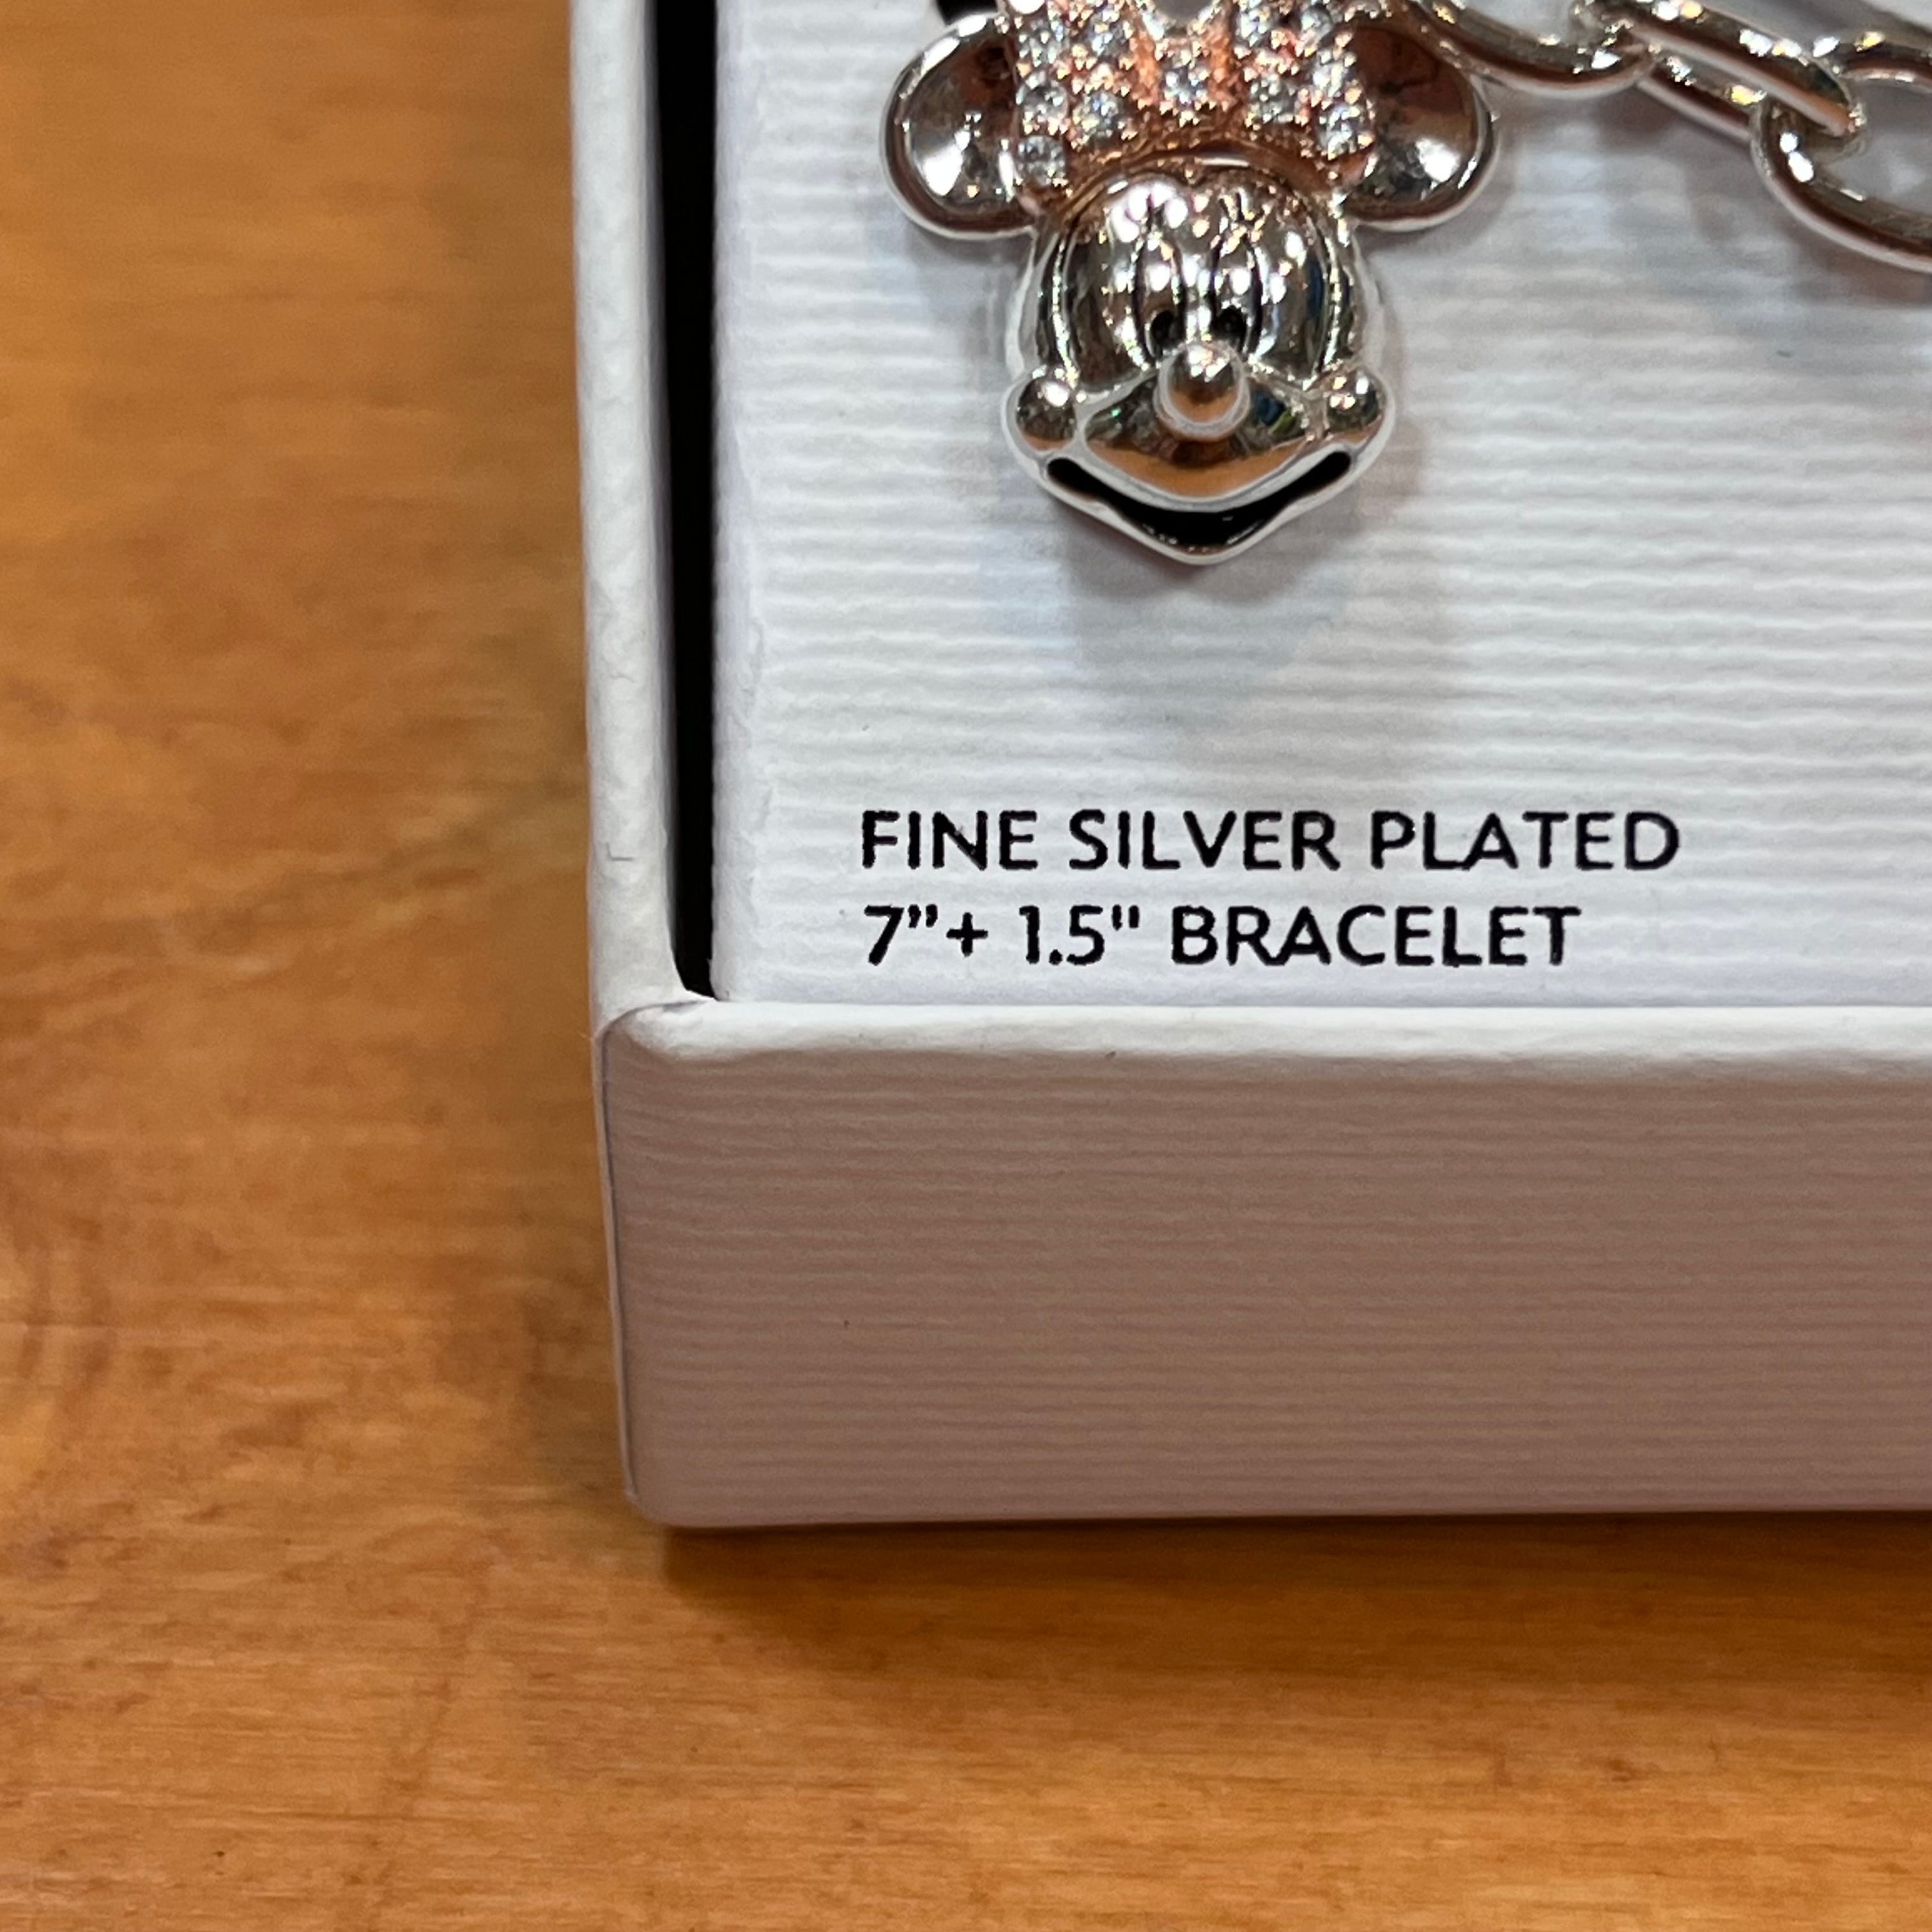 FINE SILVER PLATED
7”+ 1.5" BRACELET